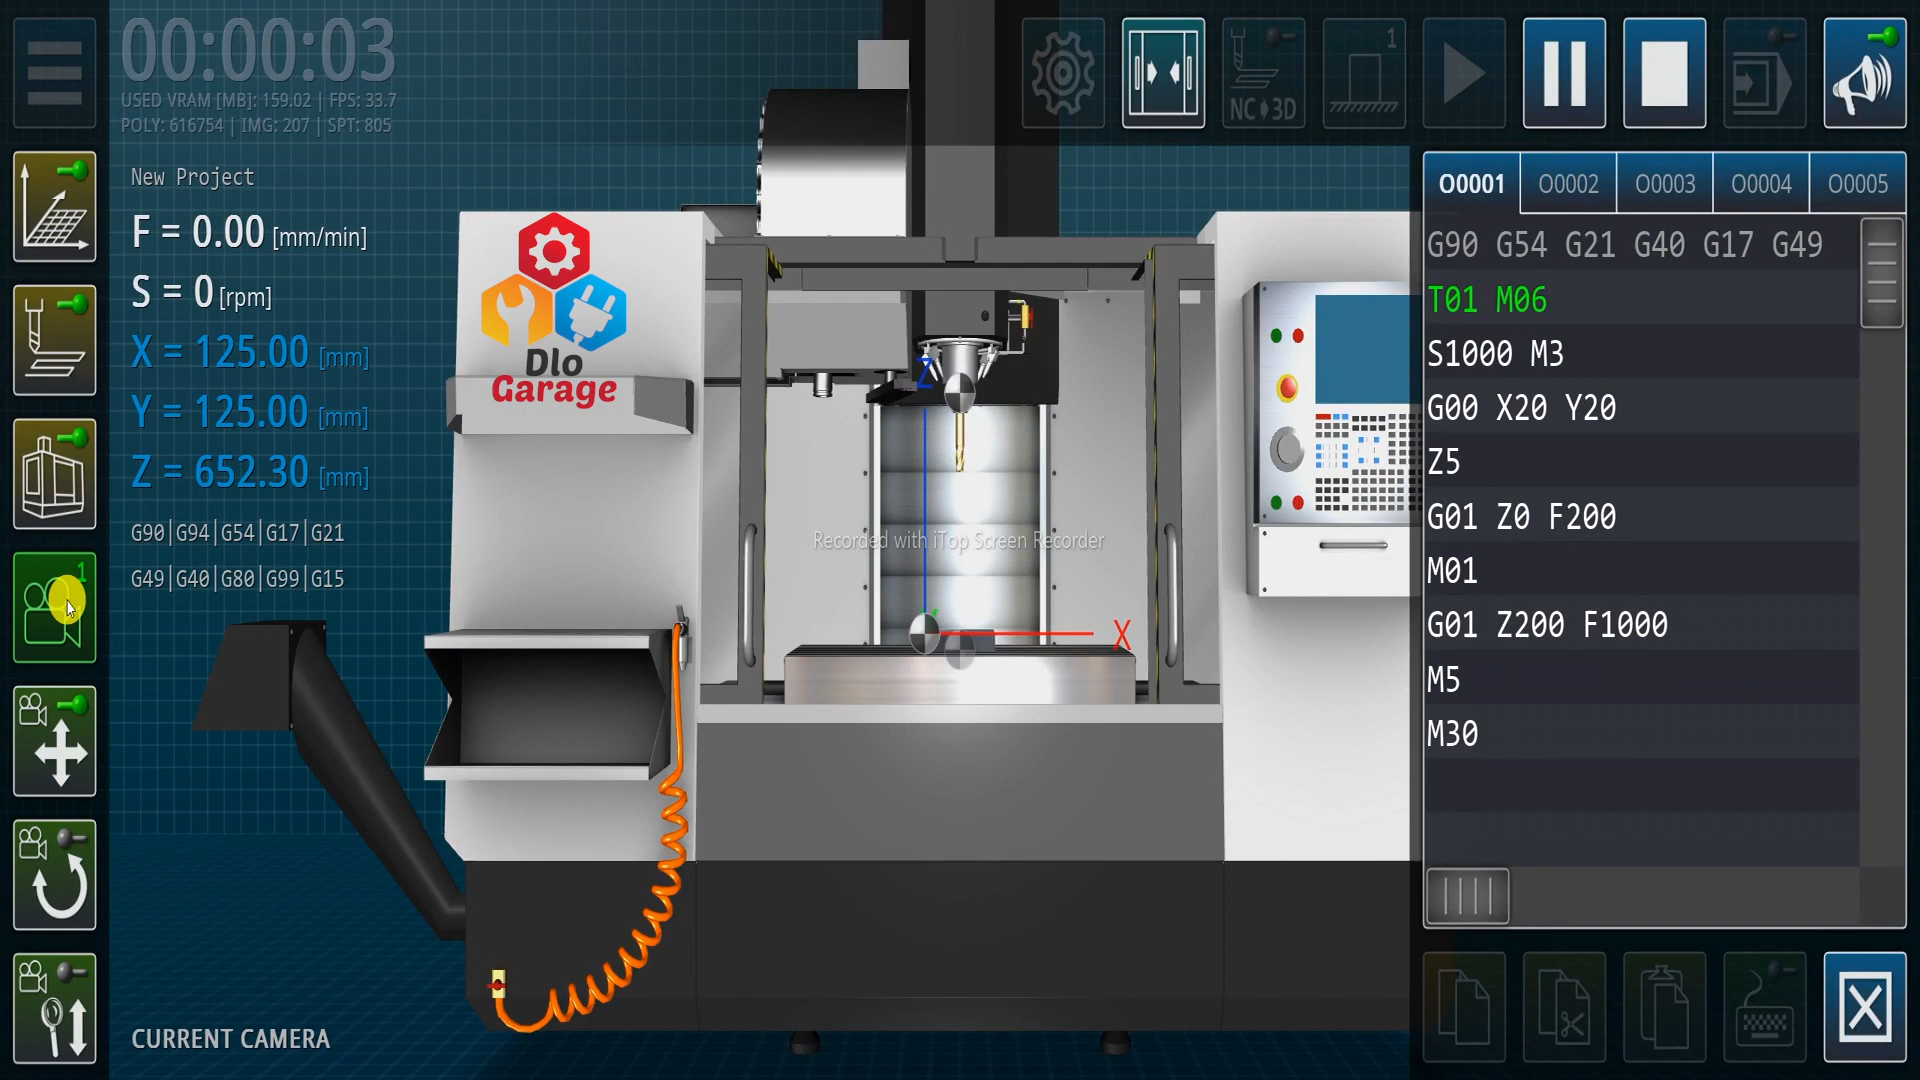 00:00:03
USED VRAM [MB]: 159.02 | FPS: 33.7
POLY: 616754 | IMG: 207 | SPT: 805
New Project
F = 0.00 [mm/min]
S = 0 [rpm]
X = 125.00 [mm]
Y = 125.00 [mm]
Z = 652.30 [mm]
G90|G94|G54|G17|G21
G49|G40|G80|G99|G15
1
CURRENT CAMERA
Dlo
Garage
Z
X
Recorded with iTop Screen Recorder
NC 3D
1
O0001 O0002 O0003 O0004 O0005
G90 G54 G21 G40 G17 G49
T01 M06
S1000 M3
G00 X20 Y20
Z5
G01 Z0 F200
M01
G01 Z200 F1000
M5
M30